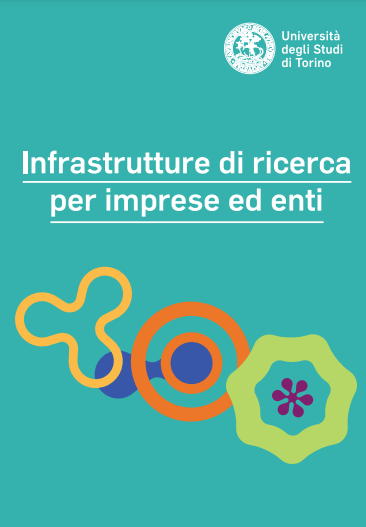 Università
degli Studi
di Torino
Infrastrutture di ricerca
per imprese ed enti